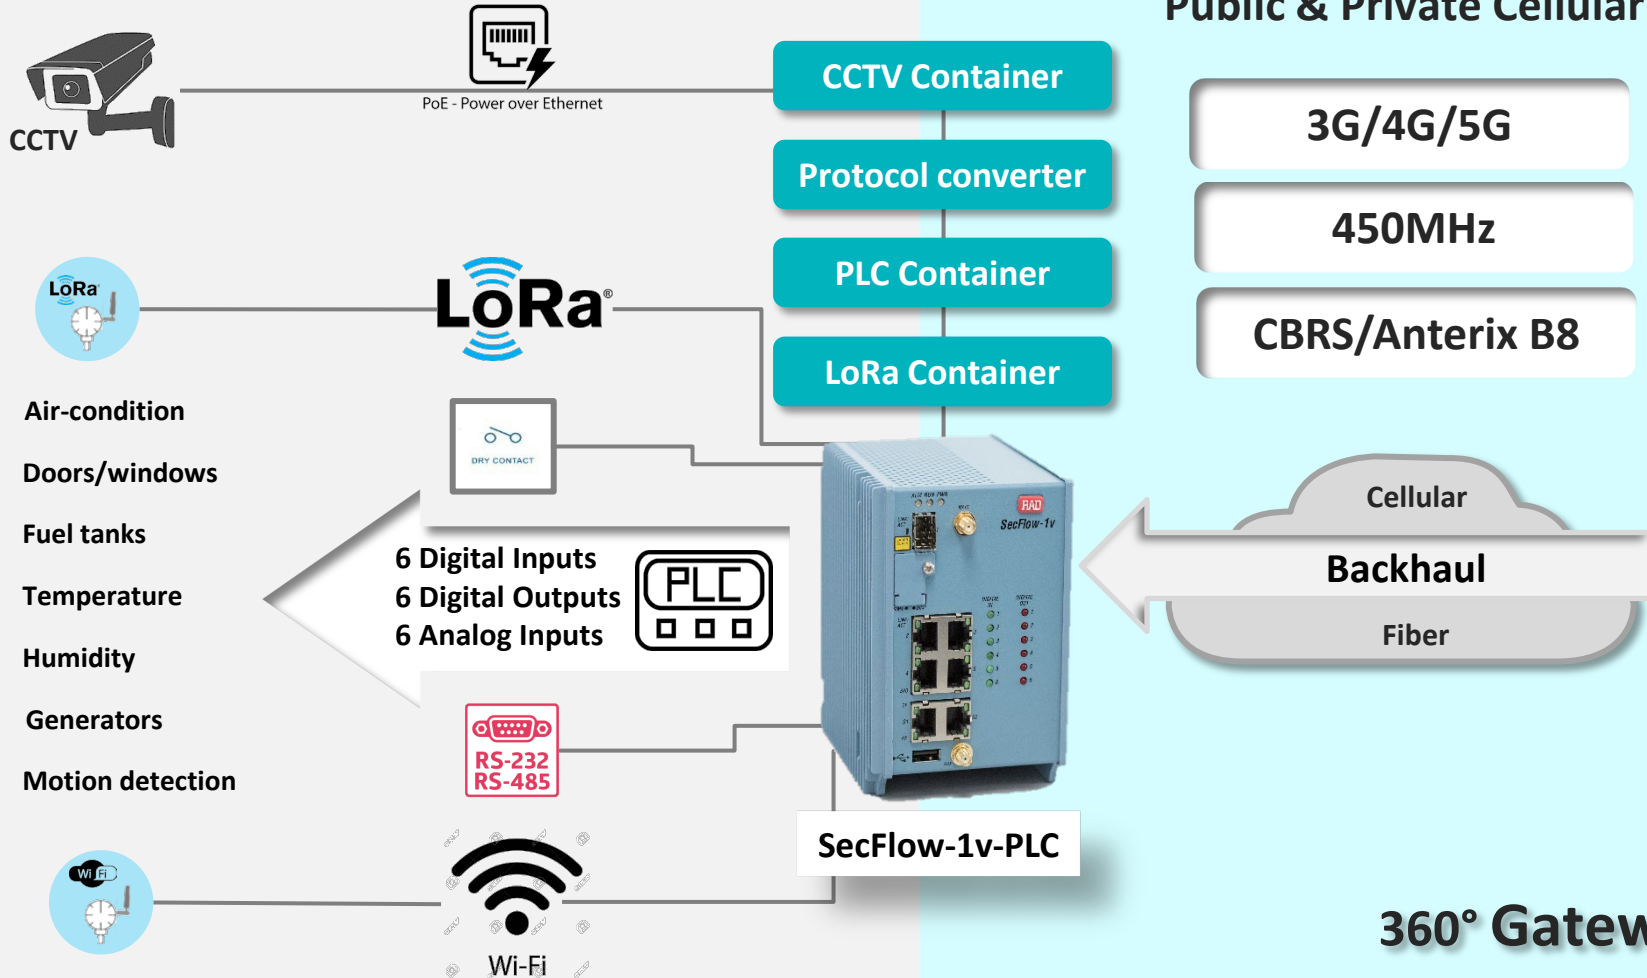 Public & Private Cellular
CCTV
PoE - Power over Ethernet
CCTV Container
Protocol converter
PLC Container
LoRa Container
3G/4G/5G
450MHz
CBRS/Anterix B8
LoRa
LoRa®
Air-condition
Doors/windows
Fuel tanks
Temperature
Humidity
Generators
Motion detection
DRY CONTACT
6 Digital Inputs
6 Digital Outputs
6 Analog Inputs
PLC
RS-232
RS-485
RAD
SecFlow-1v
SecFlow-1v-PLC
Cellular
Backhaul
Fiber
Wi Fi
Wi-Fi
360° Gatew